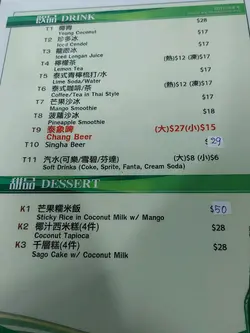 飲品 DRINK
T1 椰青 $28
Young Coconut
T2 珍多冰 $17
Iced Cendol
T3 龍眼冰 $17
Iced Longan Juice
T4 檸檬茶 (熱)$12 (凍)$17
Lemon Tea
T5 泰式青檸梳打/水 $17
Lime Soda/Water
T6 泰式咖啡/茶 (熱)$12 (凍)$17
Coffee/Tea in Thai Style
T7 芒果沙冰 $17
Mango Smoothie
T8 菠蘿沙冰 $18
Pineapple Smoothie
T9 泰象啤 (大)$27(小)$15
Chang Beer
T10 Singha Beer $29
T11 汽水(可樂/雪碧/芬達) (大)$8 (小)$6
Soft Drinks (Coke, Sprite, Fanta, Cream Soda)
甜品 DESSERT
K1 芒果糯米飯 $50
Sticky Rice in Coconut Milk w/ Mango
K2 椰汁西米糕(4件) $28
Coconut Tapioca
K3 千層糕(4件) $28
Sago Cake w/ Coconut Milk